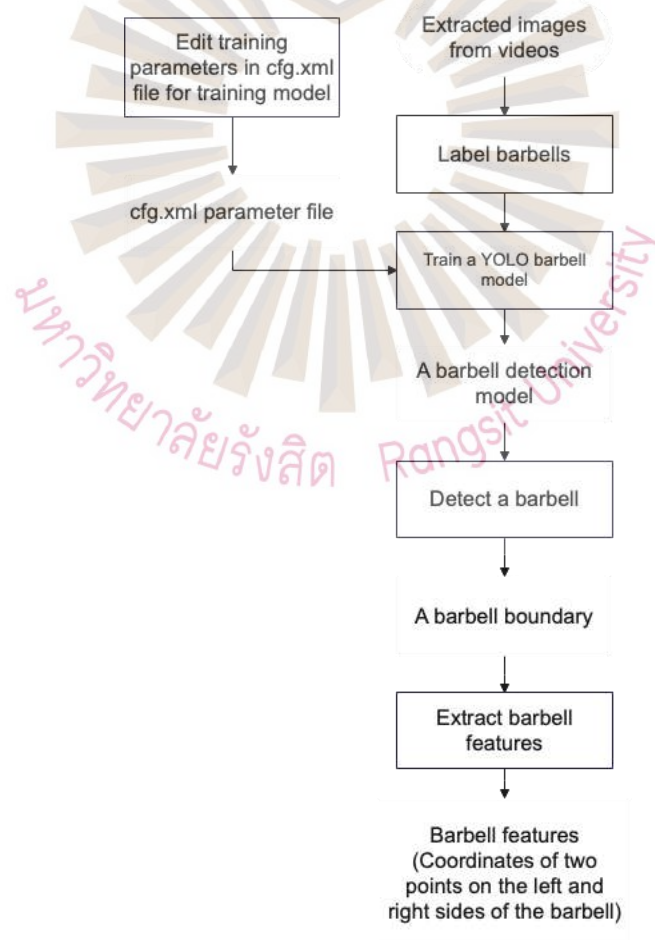 Edit training
parameters in cfg.xml
file for training model
cfg.xml parameter file
Extracted images
from videos
Label barbells
Train a YOLO barbell
model
A barbell detection
model
Detect a barbell
A barbell boundary
Extract barbell
features
Barbell features
(Coordinates of two
points on the left and
right sides of the barbell)
มหาวิทยาลัยรังสิต Rangsit University